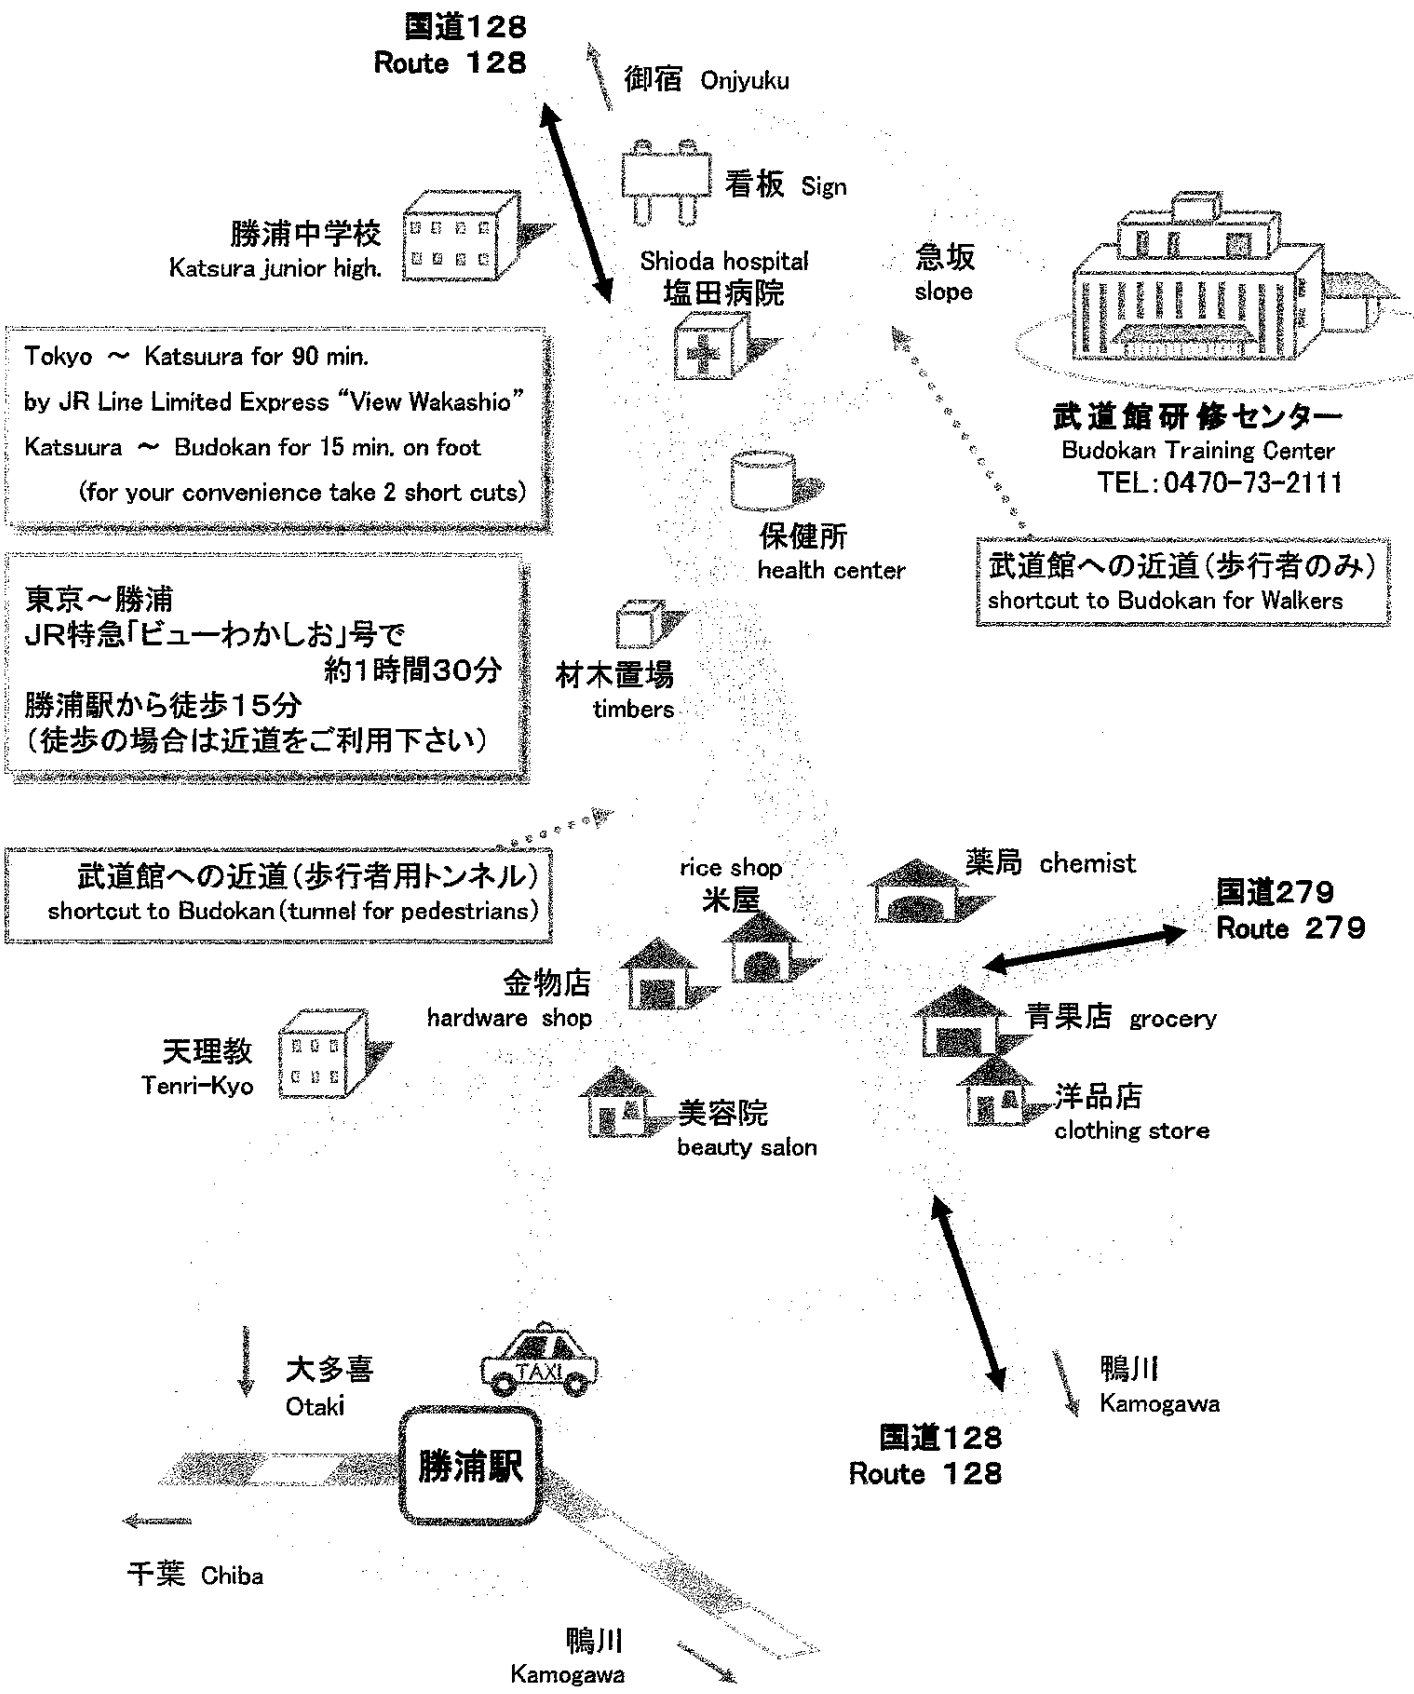 国道128
Route 128
御宿 Onjyuku
看板 Sign
勝浦中学校
Katsura junior high.
Shioda hospital
塩田病院
急坂
slope
Tokyo ～ Katsuura for 90 min.
by JR Line Limited Express “View Wakashio”
Katsuura ～ Budokan for 15 min. on foot
(for your convenience take 2 short cuts)
武道館研修センター
Budokan Training Center
TEL:0470-73-2111
保健所
health center
武道館への近道(歩行者のみ)
shortcut to Budokan for Walkers
東京～勝浦
JR特急「ビューわかしお」号で
約1時間30分
勝浦駅から徒歩15分
(徒歩の場合は近道をご利用下さい)
材木置場
timbers
武道館への近道(歩行者用トンネル)
shortcut to Budokan(tunnel for pedestrians)
rice shop
米屋
薬局 chemist
国道279
Route 279
金物店
hardware shop
青果店 grocery
天理教
Tenri-Kyo
美容院
beauty salon
洋品店
clothing store
TAXI
大多喜
Otaki
鴨川
Kamogawa
国道128
Route 128
勝浦駅
千葉 Chiba
鴨川
Kamogawa